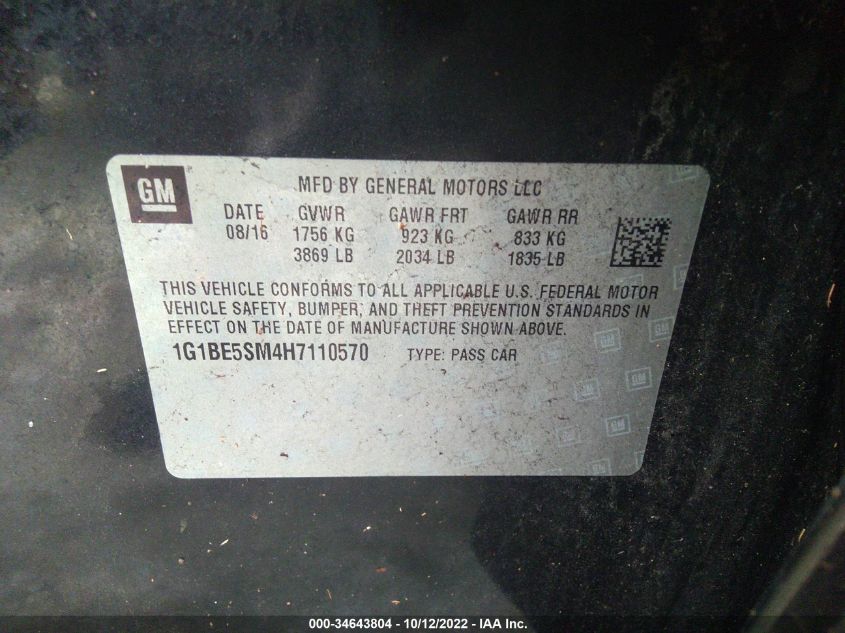 GM
MFD BY GENERAL MOTORS LLC
DATE GVWR GAWR FRT GAWR RR
08/16 1756 KG 923 KG 833 KG
3869 LB 2034 LB 1835 LB
THIS VEHICLE CONFORMS TO ALL APPLICABLE U.S. FEDERAL MOTOR
VEHICLE SAFETY, BUMPER, AND THEFT PREVENTION STANDARDS IN
EFFECT ON THE DATE OF MANUFACTURE SHOWN ABOVE.
1G1BE5SM4H7110570 TYPE: PASS CAR
000-34643804 - 10/12/2022 - IAA Inc.